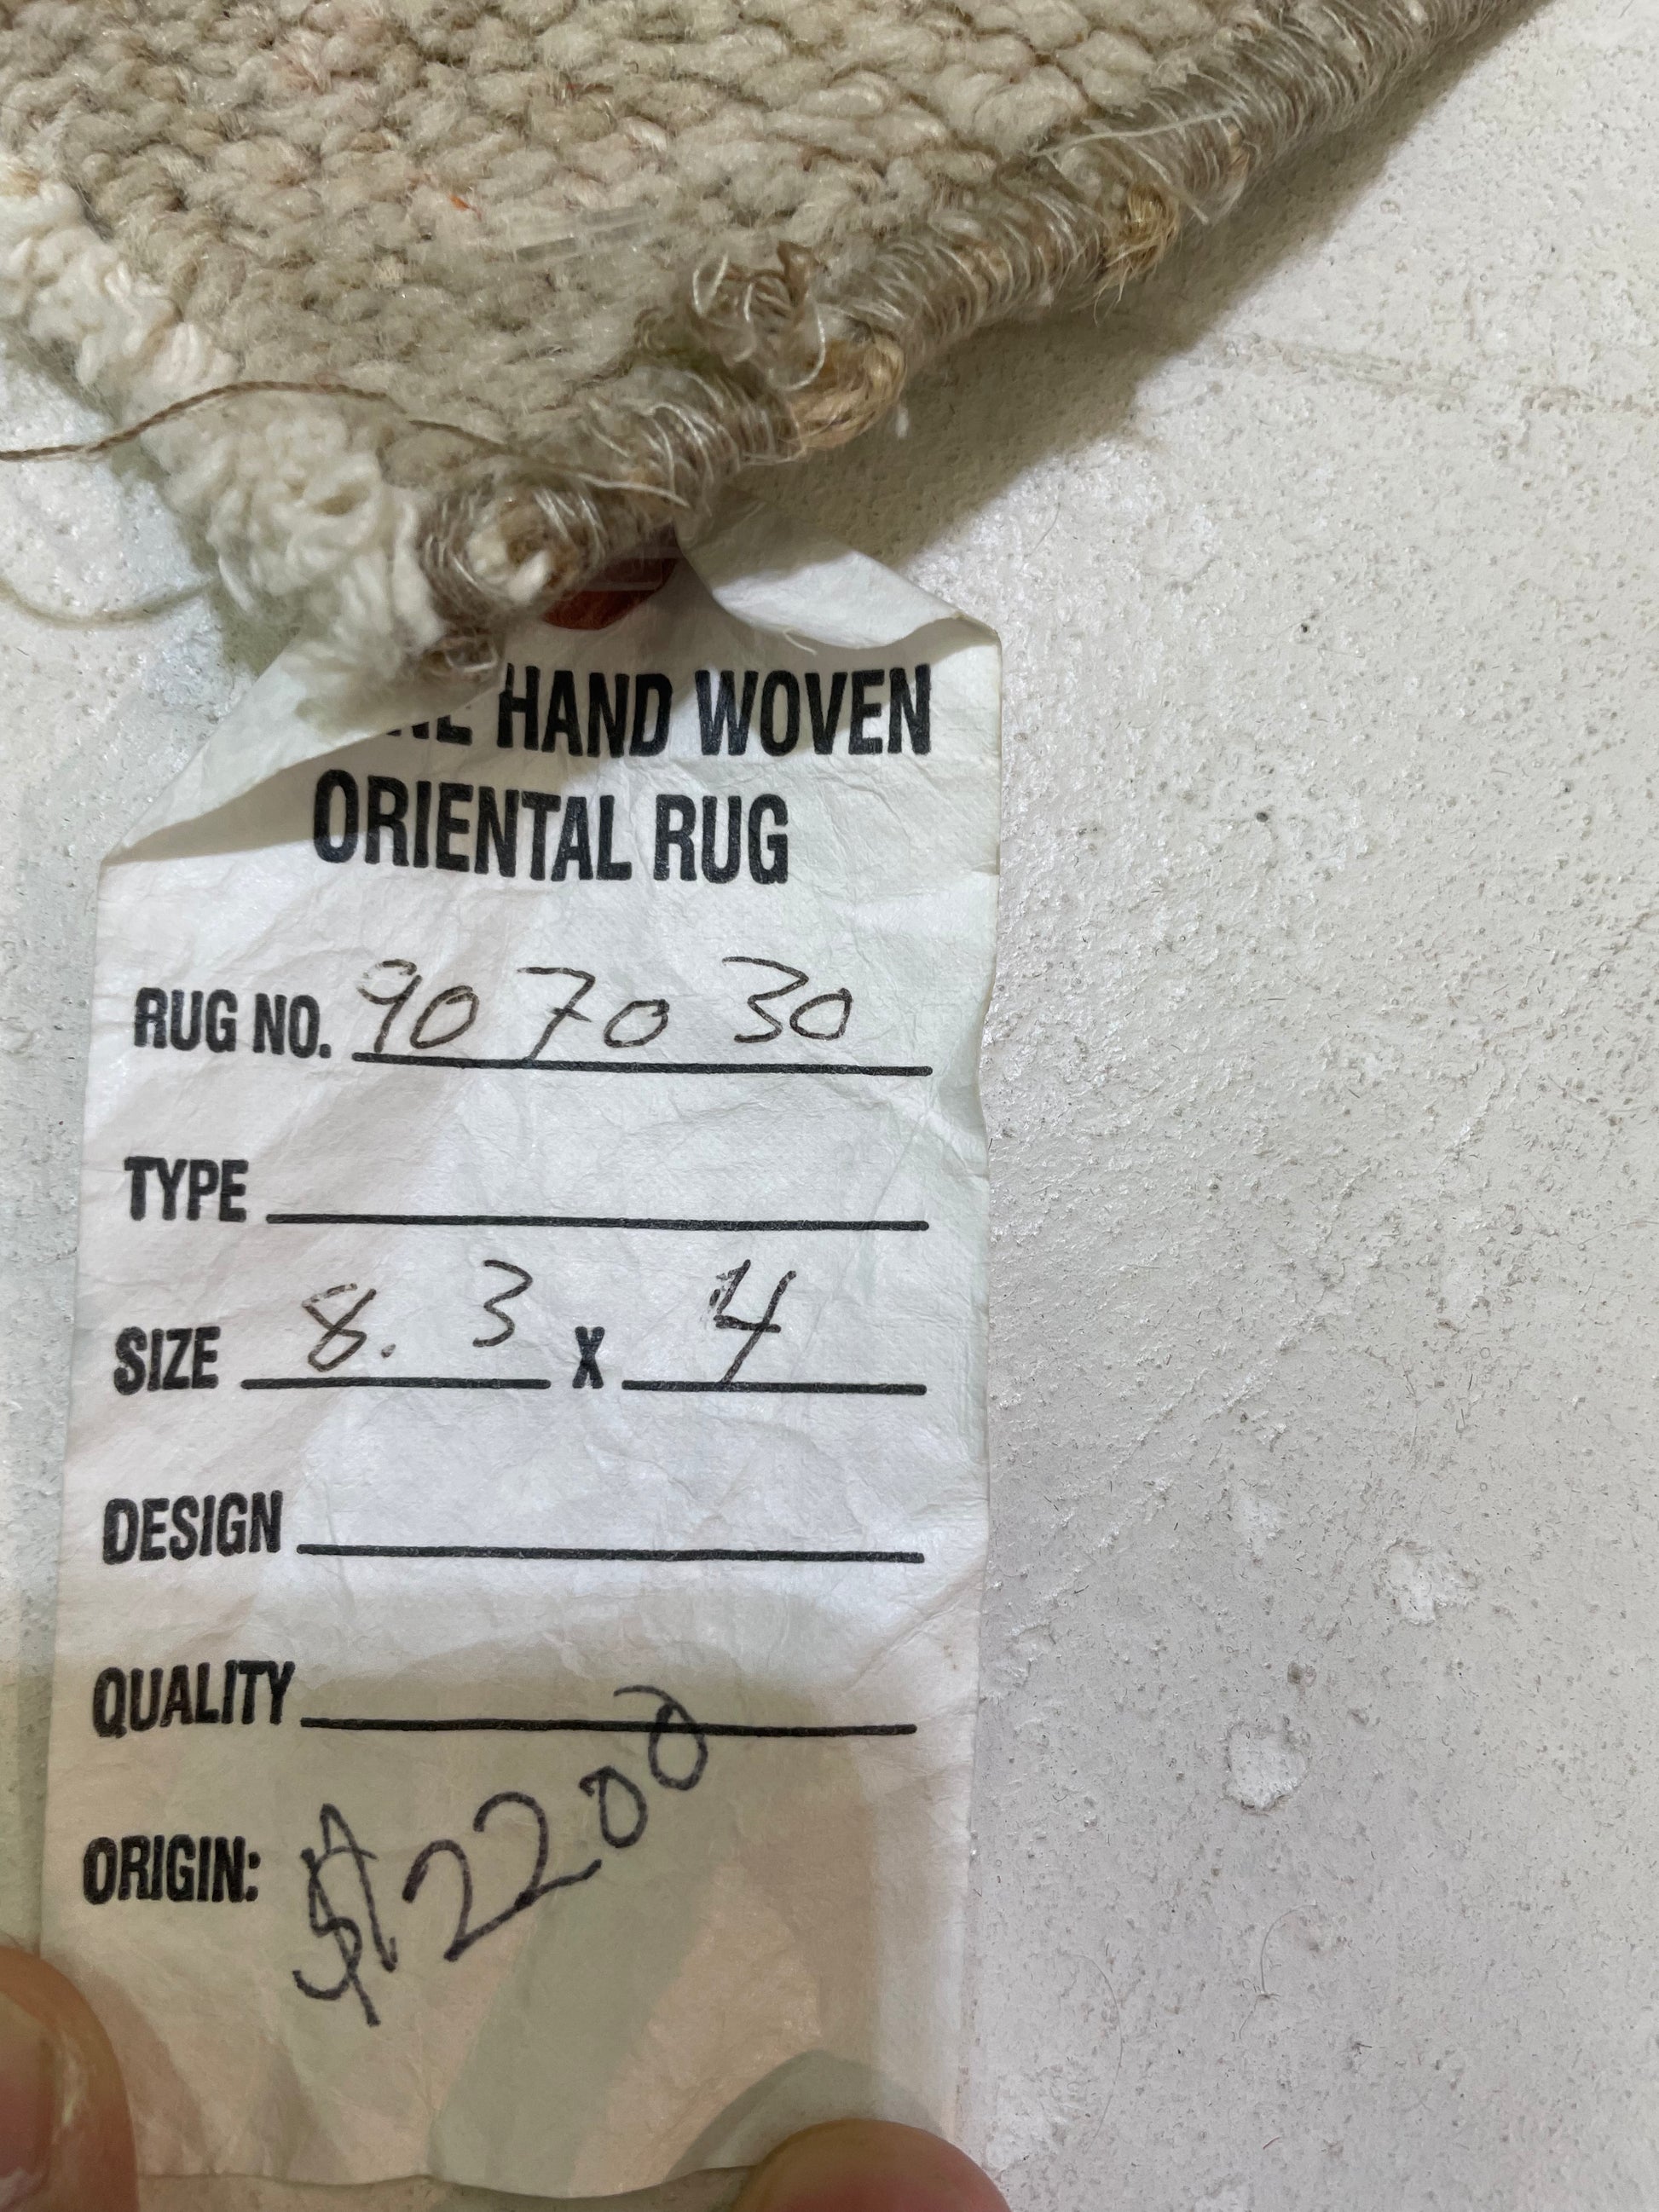 HAND WOVEN
ORIENTAL RUG
RUG NO. 90 70 30
TYPE
SIZE 8. 3 X 4
DESIGN
QUALITY
ORIGIN: $2200